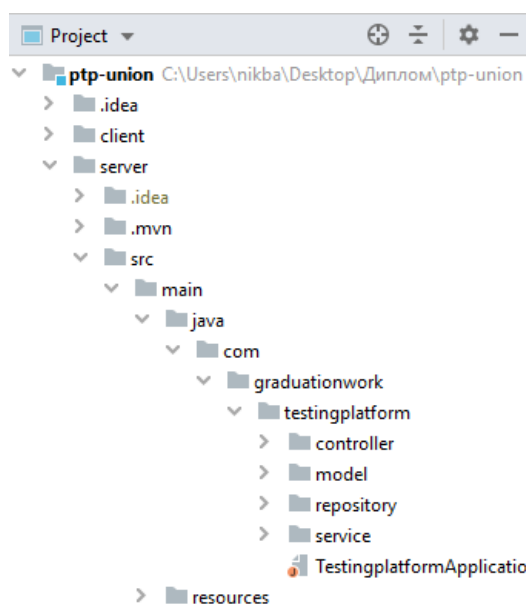 Project
ptp-union C:\Users\nikba\Desktop\Диплом\ptp-union
.idea
client
server
.idea
.mvn
src
main
java
com
graduationwork
testingplatform
controller
model
repository
service
TestingplatformApplicatio
resources